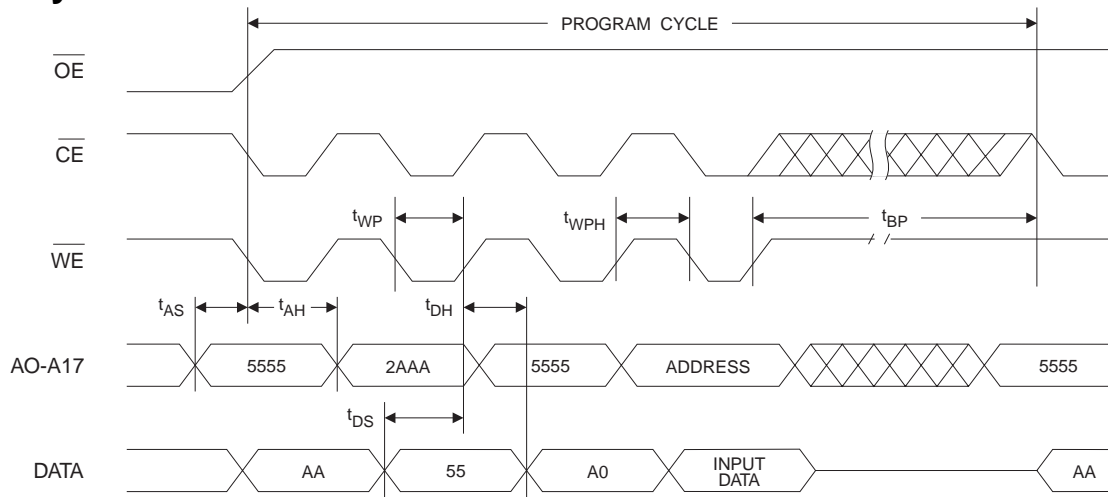 PROGRAM CYCLE
OE
CE
tWP
tWPH
tBP
WE
tAS
tAH
tDH
AO-A17
5555
2AAA
5555
ADDRESS
5555
tDS
DATA
AA
55
A0
INPUT
DATA
AA